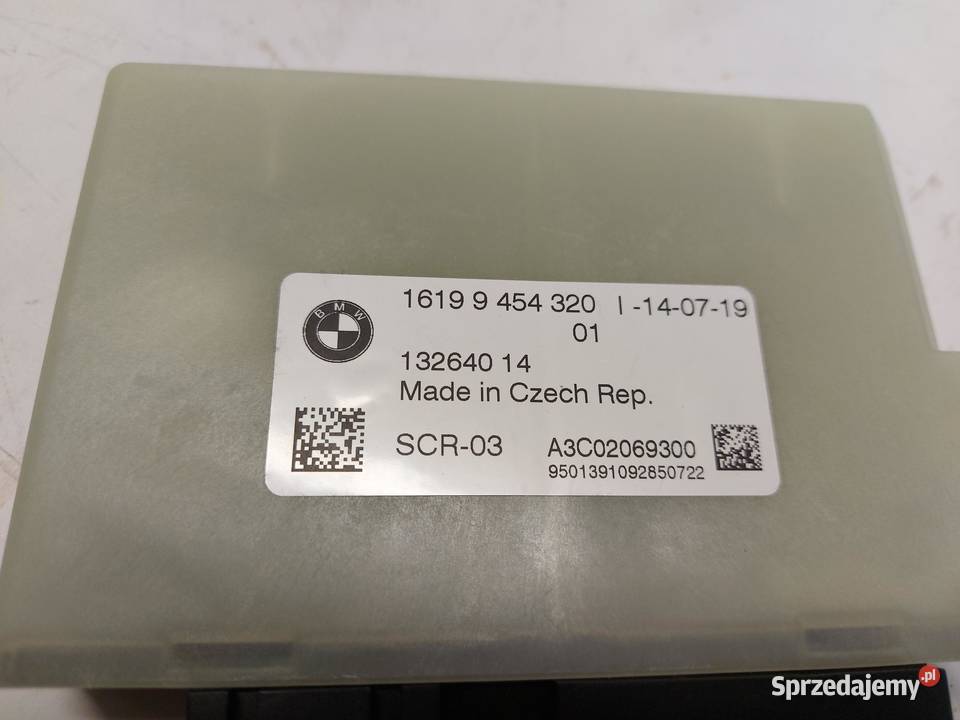 BMW
1619 9 454 320 I -14-07-19
01
132640 14
Made in Czech Rep.
SCR-03 A3C02069300
9501391092850722
Sprzedajemy.pl